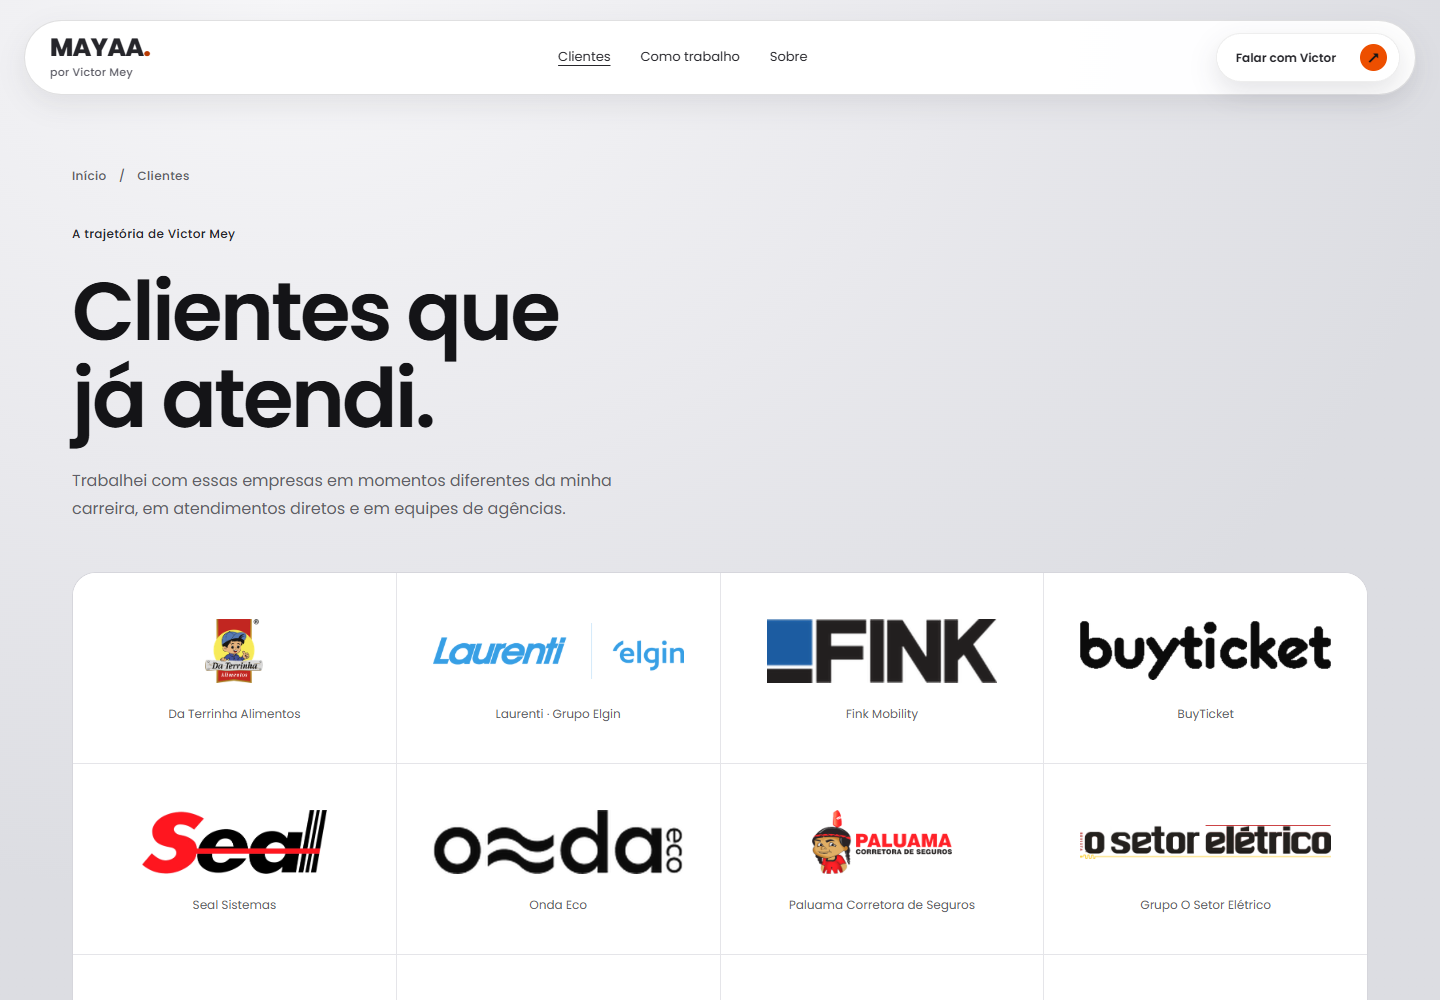 MAYAA.
por Victor Mey
Clientes
Como trabalho
Sobre
Falar com Victor
Início / Clientes
A trajetória de Victor Mey
Clientes que
já atendi.
Trabalhei com essas empresas em momentos diferentes da minha
carreira, em atendimentos diretos e em equipes de agências.
Da Terrinha
Alimentos
Laurenti
elgin
FINK
buyticket
Da Terrinha Alimentos
Laurenti · Grupo Elgin
Fink Mobility
BuyTicket
Seal
onda eco
PALUAMA
CORRETORA DE SEGUROS
o setor elétrico
Seal Sistemas
Onda Eco
Paluama Corretora de Seguros
Grupo O Setor Elétrico